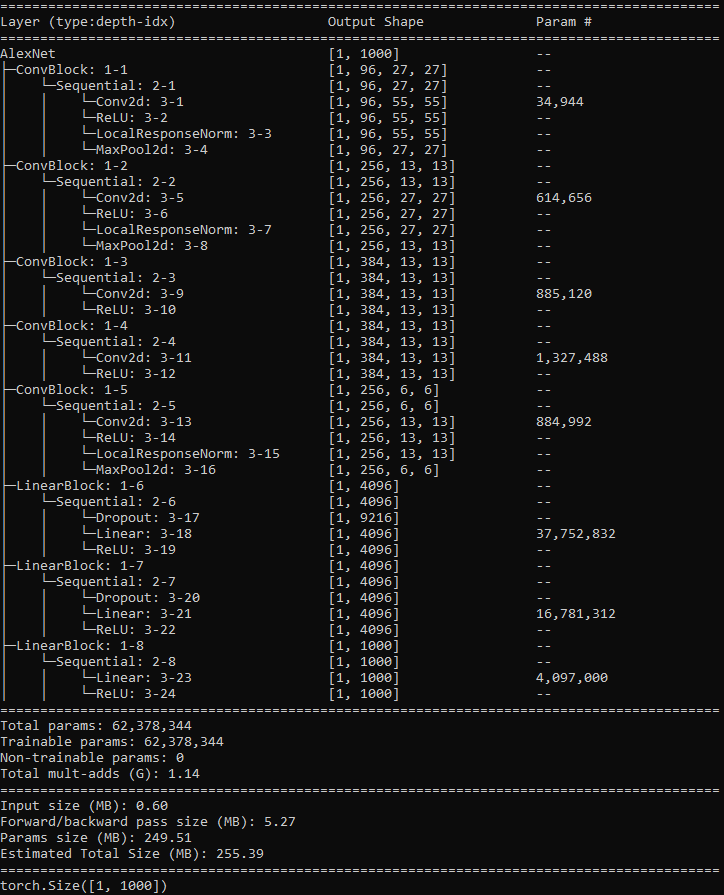 ==========================================================================================
Layer (type:depth-idx)                   Output Shape              Param #
==========================================================================================
AlexNet                                  [1, 1000]                 --
├─ConvBlock: 1-1                         [1, 96, 27, 27]           --
│    └─Sequential: 2-1                   [1, 96, 27, 27]           --
│    │    └─Conv2d: 3-1                  [1, 96, 55, 55]           34,944
│    │    └─ReLU: 3-2                    [1, 96, 55, 55]           --
│    │    └─LocalResponseNorm: 3-3       [1, 96, 55, 55]           --
│    │    └─MaxPool2d: 3-4               [1, 96, 27, 27]           --
├─ConvBlock: 1-2                         [1, 256, 13, 13]          --
│    └─Sequential: 2-2                   [1, 256, 13, 13]          --
│    │    └─Conv2d: 3-5                  [1, 256, 27, 27]          614,656
│    │    └─ReLU: 3-6                    [1, 256, 27, 27]          --
│    │    └─LocalResponseNorm: 3-7       [1, 256, 27, 27]          --
│    │    └─MaxPool2d: 3-8               [1, 256, 13, 13]          --
├─ConvBlock: 1-3                         [1, 384, 13, 13]          --
│    └─Sequential: 2-3                   [1, 384, 13, 13]          --
│    │    └─Conv2d: 3-9                  [1, 384, 13, 13]          885,120
│    │    └─ReLU: 3-10                   [1, 384, 13, 13]          --
├─ConvBlock: 1-4                         [1, 384, 13, 13]          --
│    └─Sequential: 2-4                   [1, 384, 13, 13]          --
│    │    └─Conv2d: 3-11                 [1, 384, 13, 13]          1,327,488
│    │    └─ReLU: 3-12                   [1, 384, 13, 13]          --
├─ConvBlock: 1-5                         [1, 256, 6, 6]            --
│    └─Sequential: 2-5                   [1, 256, 6, 6]            --
│    │    └─Conv2d: 3-13                 [1, 256, 13, 13]          884,992
│    │    └─ReLU: 3-14                   [1, 256, 13, 13]          --
│    │    └─LocalResponseNorm: 3-15      [1, 256, 13, 13]          --
│    │    └─MaxPool2d: 3-16              [1, 256, 6, 6]            --
├─LinearBlock: 1-6                       [1, 4096]                 --
│    └─Sequential: 2-6                   [1, 4096]                 --
│    │    └─Dropout: 3-17                [1, 9216]                 --
│    │    └─Linear: 3-18                 [1, 4096]                 37,752,832
│    │    └─ReLU: 3-19                   [1, 4096]                 --
├─LinearBlock: 1-7                       [1, 4096]                 --
│    └─Sequential: 2-7                   [1, 4096]                 --
│    │    └─Dropout: 3-20                [1, 4096]                 --
│    │    └─Linear: 3-21                 [1, 4096]                 16,781,312
│    │    └─ReLU: 3-22                   [1, 4096]                 --
├─LinearBlock: 1-8                       [1, 1000]                 --
│    └─Sequential: 2-8                   [1, 1000]                 --
│    │    └─Linear: 3-23                 [1, 1000]                 4,097,000
│    │    └─ReLU: 3-24                   [1, 1000]                 --
==========================================================================================
Total params: 62,378,344
Trainable params: 62,378,344
Non-trainable params: 0
Total mult-adds (G): 1.14
==========================================================================================
Input size (MB): 0.60
Forward/backward pass size (MB): 5.27
Params size (MB): 249.51
Estimated Total Size (MB): 255.39
==========================================================================================
torch.Size([1, 1000])